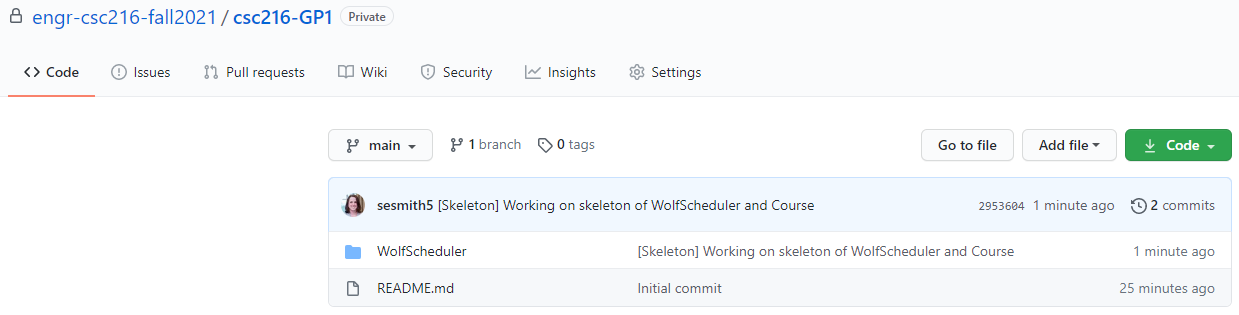 engr-csc216-fall2021 / csc216-GP1 Private
Code Issues Pull requests Wiki Security Insights Settings
main 1 branch 0 tags Go to file Add file Code
sesmith5 [Skeleton] Working on skeleton of WolfScheduler and Course 2953604 1 minute ago 2 commits
WolfScheduler [Skeleton] Working on skeleton of WolfScheduler and Course 1 minute ago
README.md Initial commit 25 minutes ago